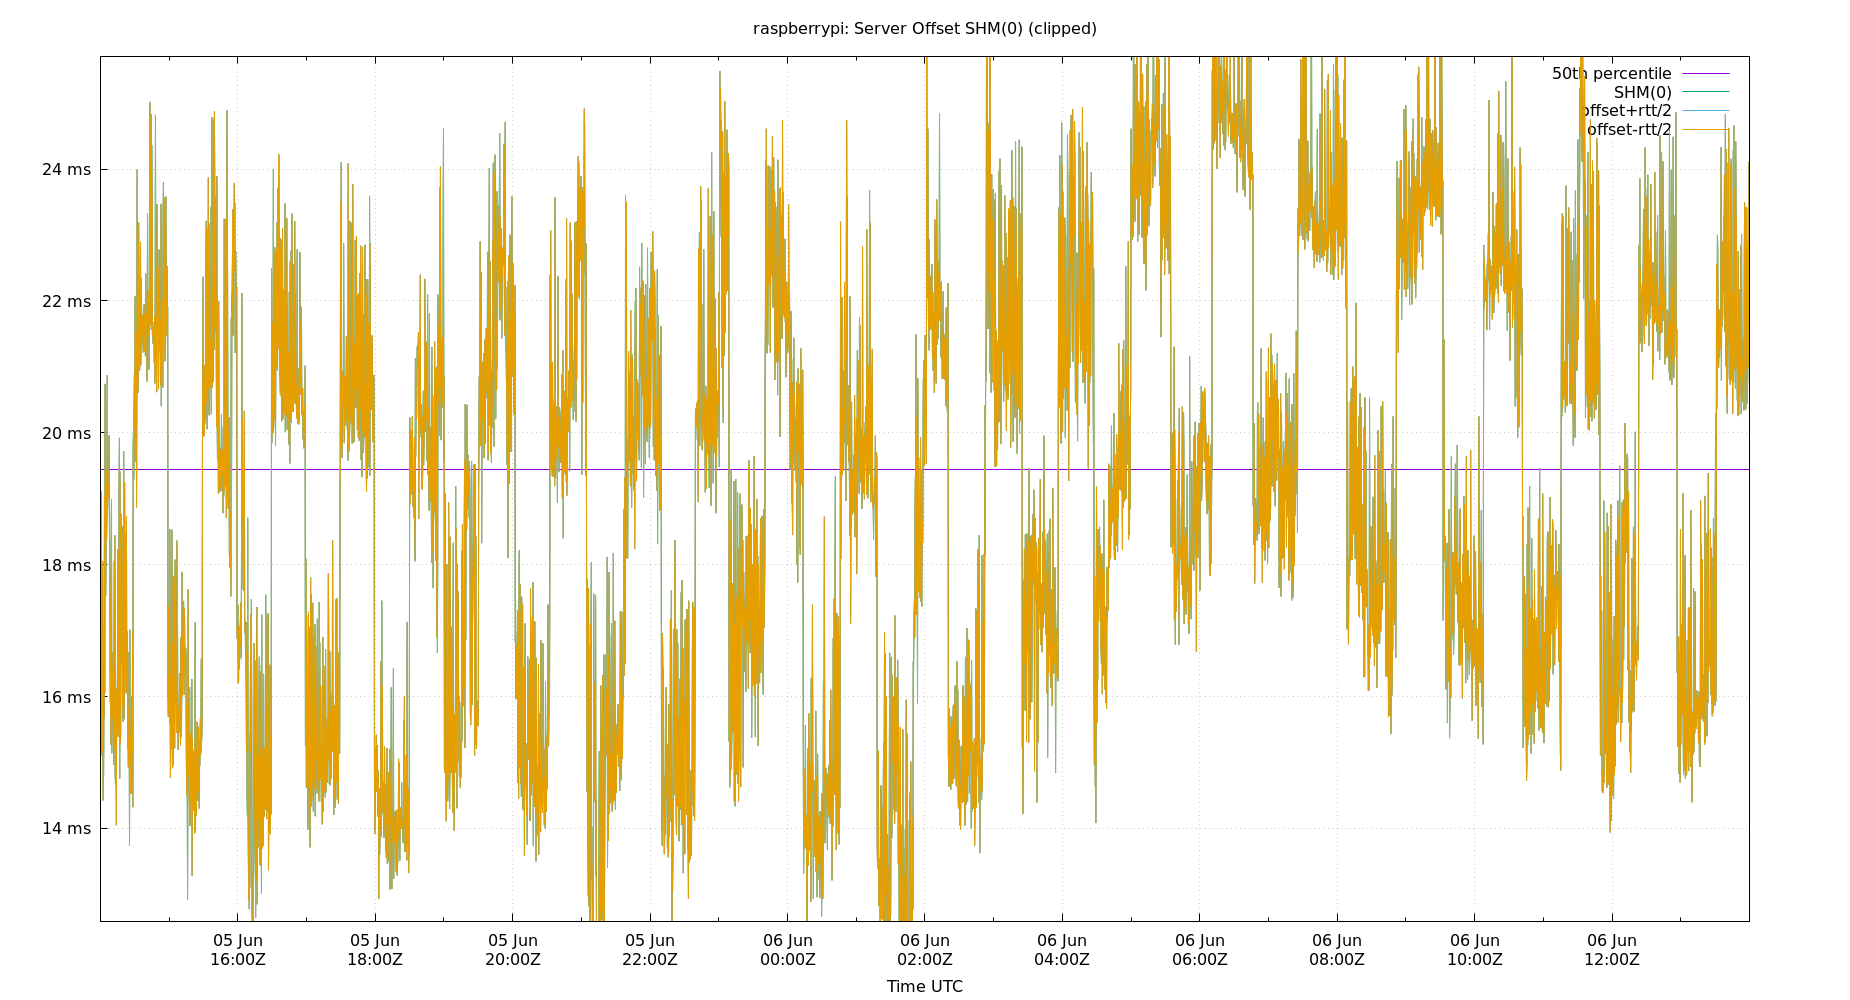 raspberrypi: Server Offset SHM(0) (clipped)
50th percentile
SHM(0)
offset+rtt/2
offset-rtt/2
24 ms
22 ms
20 ms
18 ms
16 ms
14 ms
05 Jun 05 Jun 05 Jun 05 Jun 06 Jun 06 Jun 06 Jun 06 Jun 06 Jun 06 Jun 06 Jun
16:00Z 18:00Z 20:00Z 22:00Z 00:00Z 02:00Z 04:00Z 06:00Z 08:00Z 10:00Z 12:00Z
Time UTC